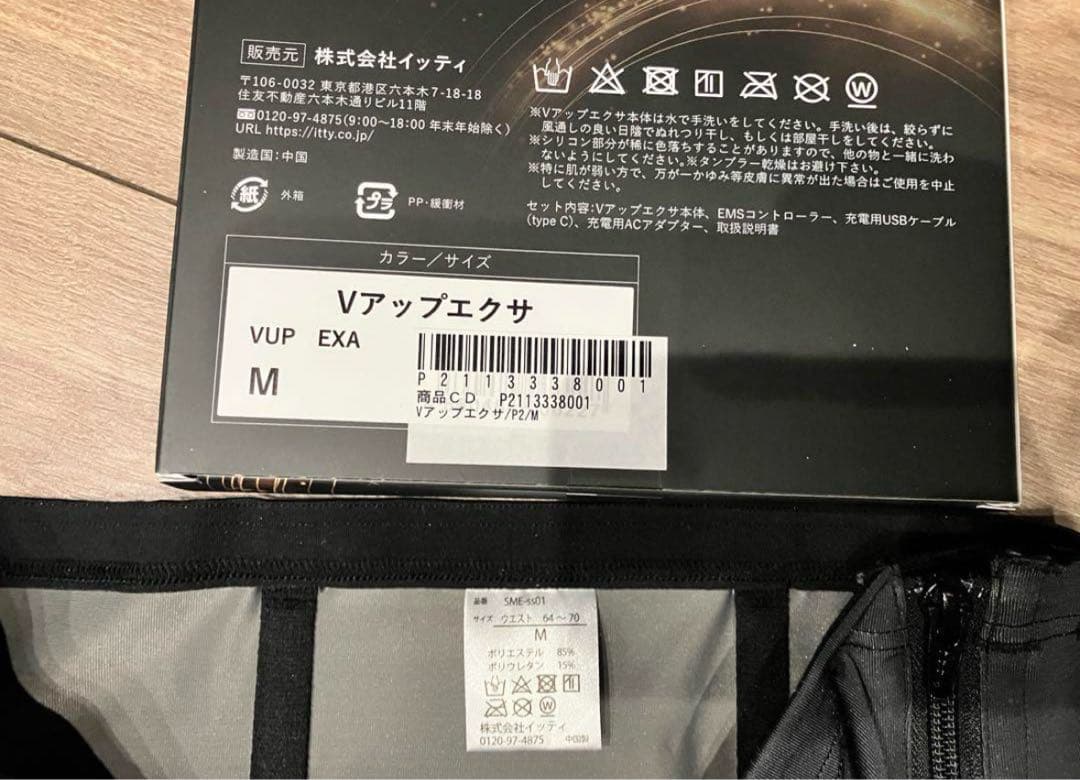 販売元 株式会社イッティ
〒106-0032 東京都港区六本木7-18-18
住友不動産六本木通りビル11階
0120-97-4875(9:00〜18:00 年末年始除く)
URL https://itty.co.jp/
製造国:中国
紙 外箱
プラ PP・緩衝材
W
※Vアップエクサ本体は水で手洗いをしてください。手洗い後は、絞らずに
風通しの良い日陰でぬれつり干し、もしくは部屋干しをしてください。
※シリコン部分が稀に色落ちすることがありますので、他の物と一緒に洗わ
ないようにしてください。※タンブラー乾燥はお避け下さい。
※特に肌が弱い方で、万が一かゆみ等皮膚に異常が出た場合はご使用を中止
してください。
セット内容:Vアップエクサ本体、EMSコントローラー、充電用USBケーブル
(type C)、充電用ACアダプター、取扱説明書
カラー/サイズ
Vアップエクサ
VUP EXA
M
P2113338001
商品CD P2113338001
Vアップエクサ/P2/M
品番 SME-ss01
サイズ ウエスト 64〜70
M
ポリエステル 85%
ポリウレタン 15%
W
株式会社イッティ
0120-97-4875 中国製